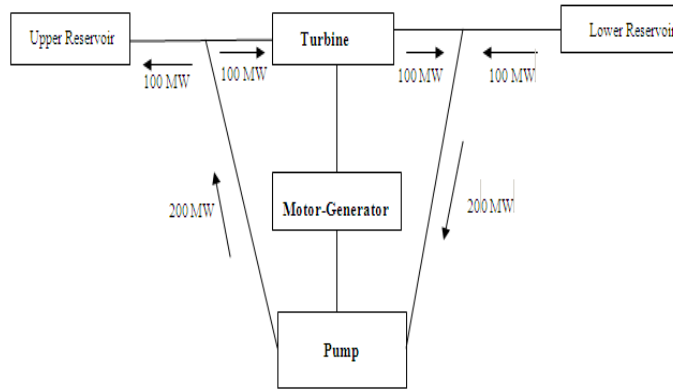 Upper Reservoir
Turbine
Lower Reservoir
100 MW
100 MW
100 MW
100 MW
200 MW
Motor-Generator
200 MW
Pump